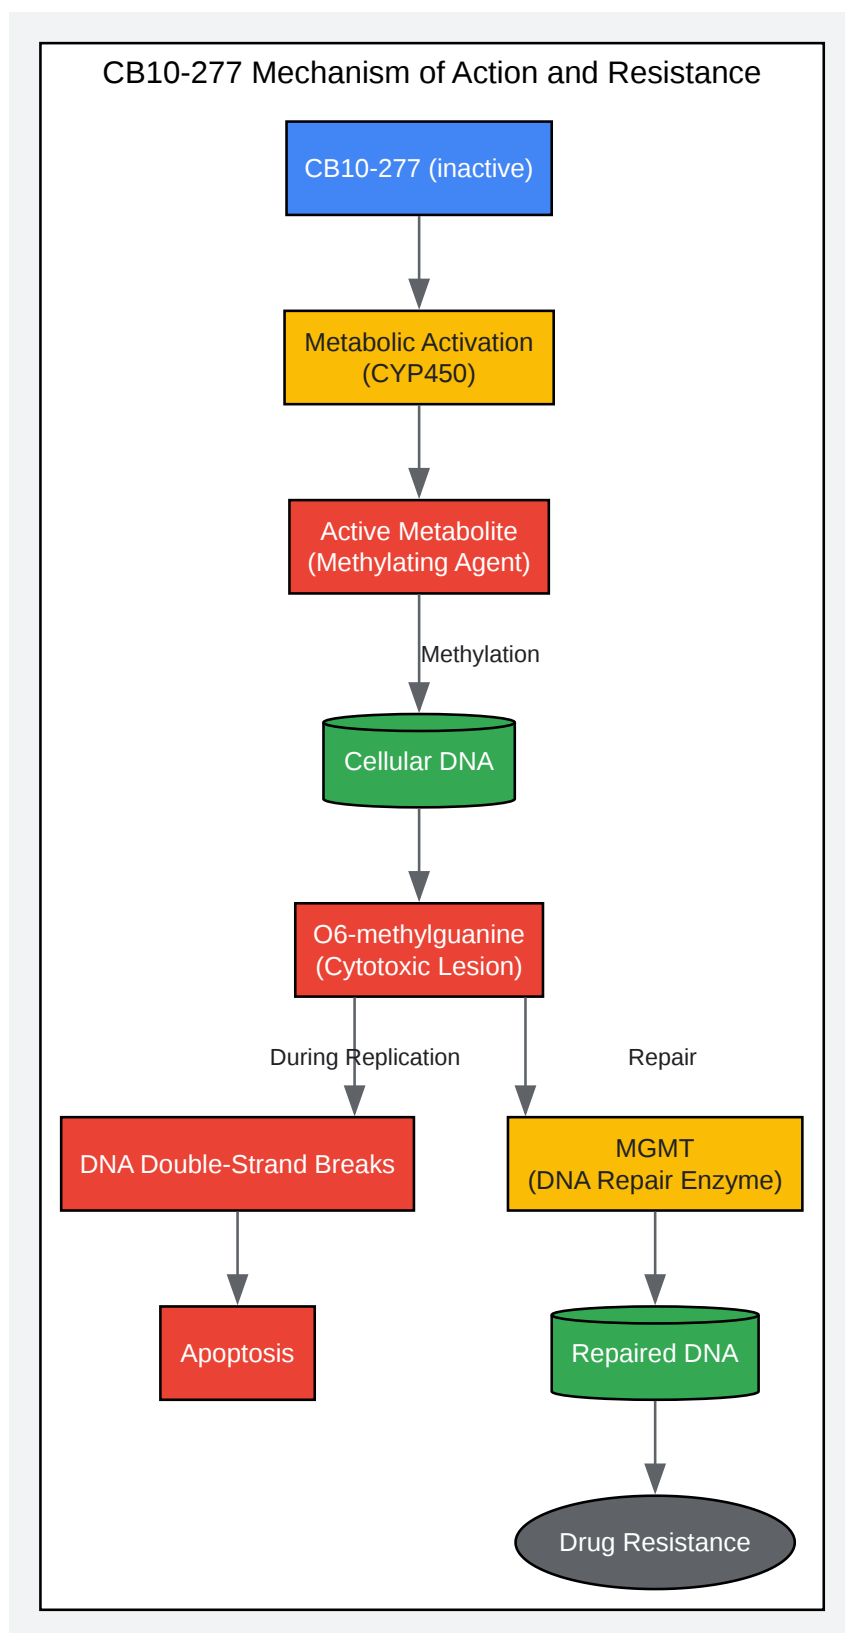 CB10-277 Mechanism of Action and Resistance
CB10-277 (inactive)
Metabolic Activation
(CYP450)
Active Metabolite
(Methylating Agent)
Methylation
Cellular DNA
O6-methylguanine
(Cytotoxic Lesion)
During Replication
Repair
DNA Double-Strand Breaks
MGMT
(DNA Repair Enzyme)
Apoptosis
Repaired DNA
Drug Resistance